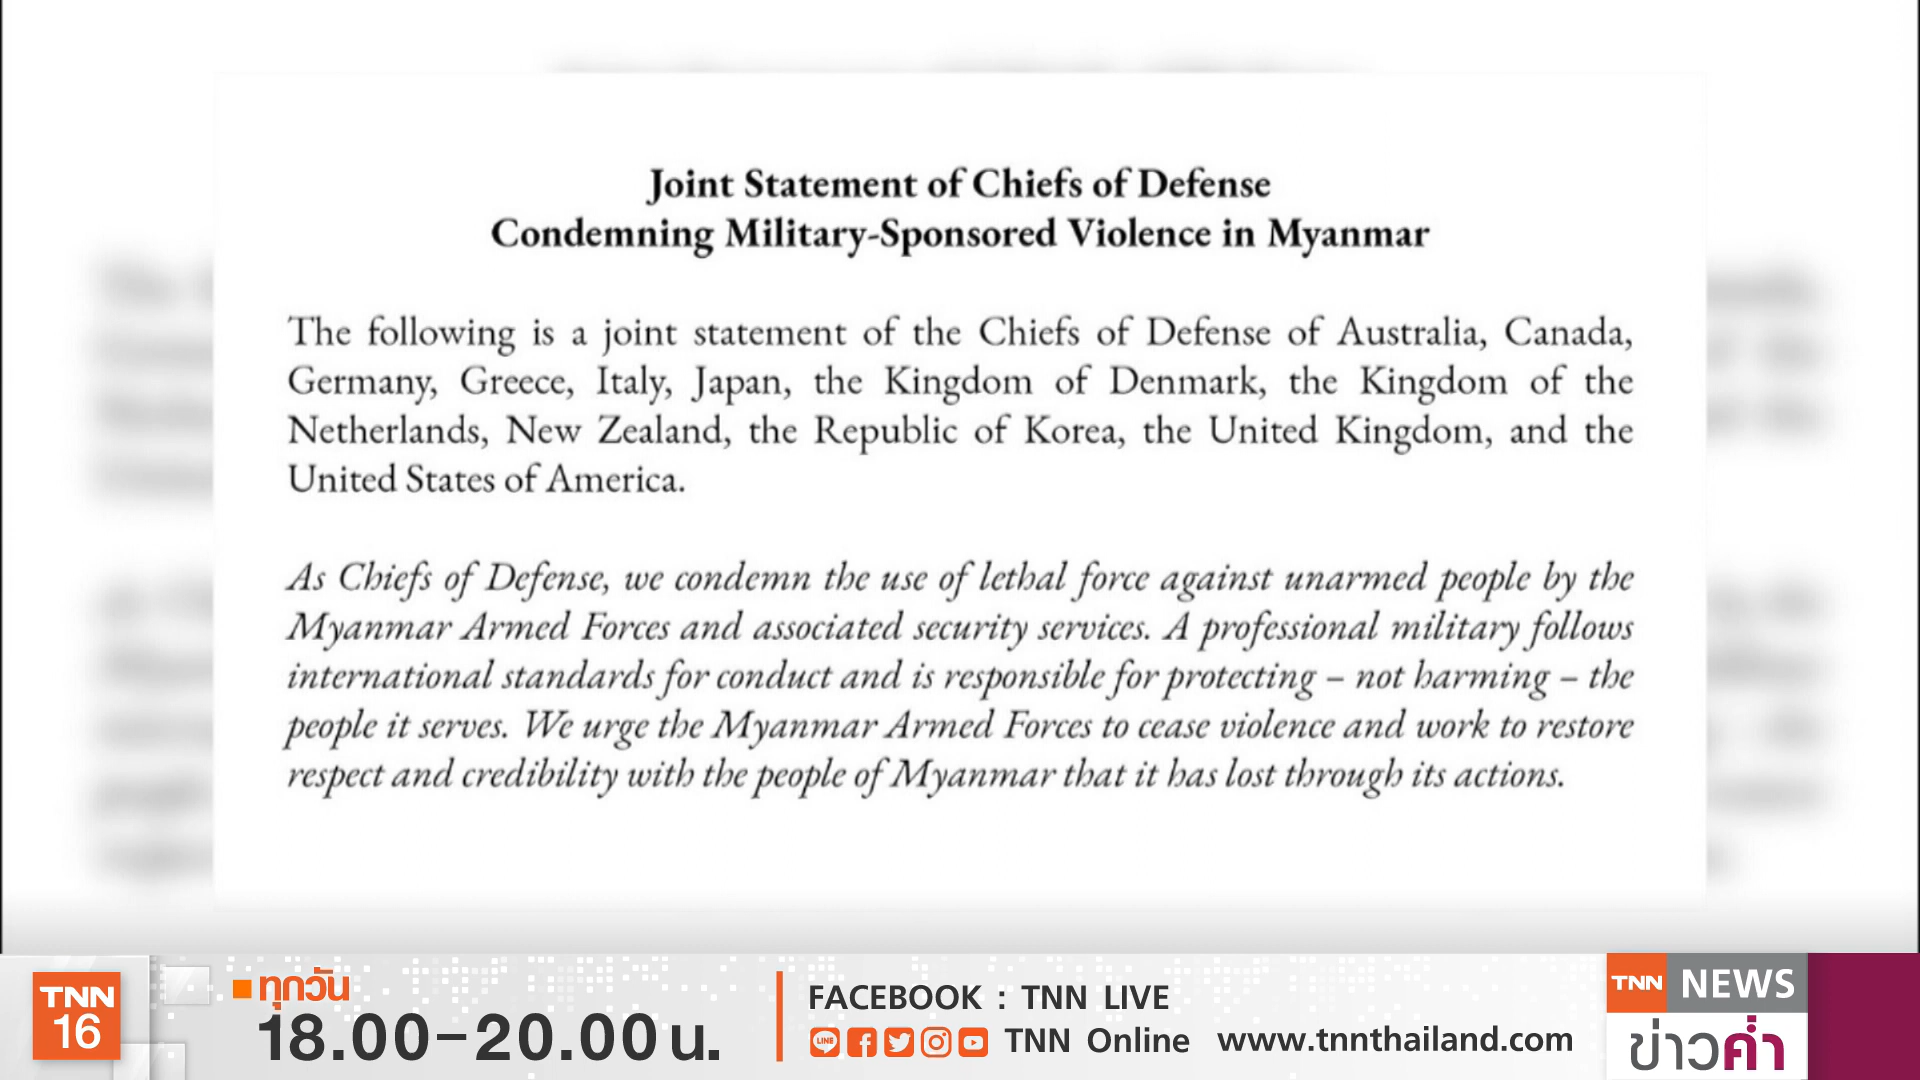 Joint Statement of Chiefs of Defense
Condemning Military-Sponsored Violence in Myanmar
The following is a joint statement of the Chiefs of Defense of Australia, Canada,
Germany, Greece, Italy, Japan, the Kingdom of Denmark, the Kingdom of the
Netherlands, New Zealand, the Republic of Korea, the United Kingdom, and the
United States of America.
As Chiefs of Defense, we condemn the use of lethal force against unarmed people by the
Myanmar Armed Forces and associated security services. A professional military follows
international standards for conduct and is responsible for protecting – not harming – the
people it serves. We urge the Myanmar Armed Forces to cease violence and work to restore
respect and credibility with the people of Myanmar that it has lost through its actions.
TNN
16
ทุกวัน
18.00-20.00 น.
FACEBOOK : TNN LIVE
LINE TNN Online www.tnnthailand.com
TNN NEWS
ข่าวค่ำ